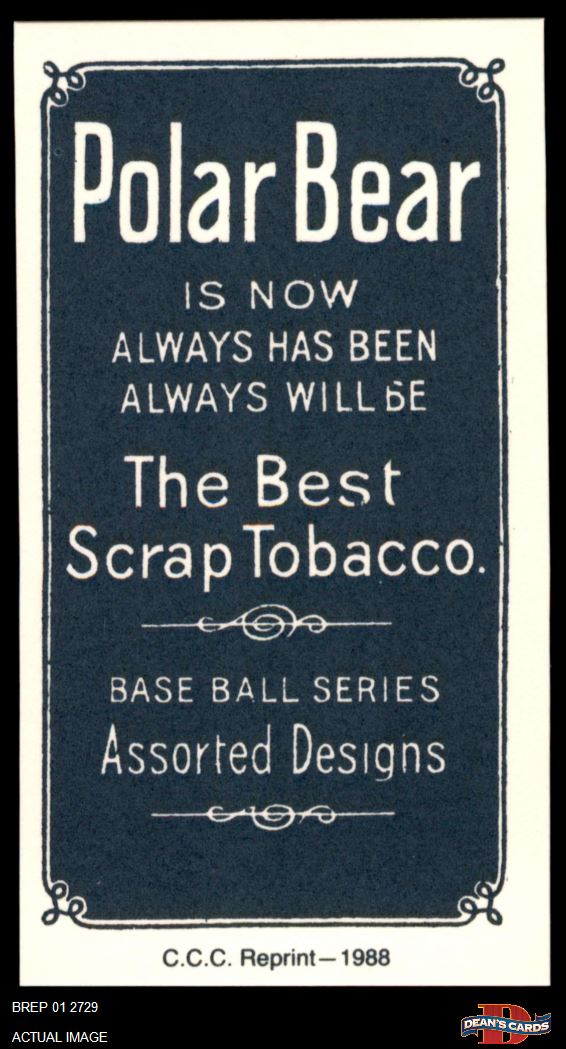 Polar Bear
IS NOW
ALWAYS HAS BEEN
ALWAYS WILL BE
The Best
Scrap Tobacco.
BASE BALL SERIES
Assorted Designs
C.C.C. Reprint — 1988
BREP 01 2729
ACTUAL IMAGE
D
DEAN'S CARDS